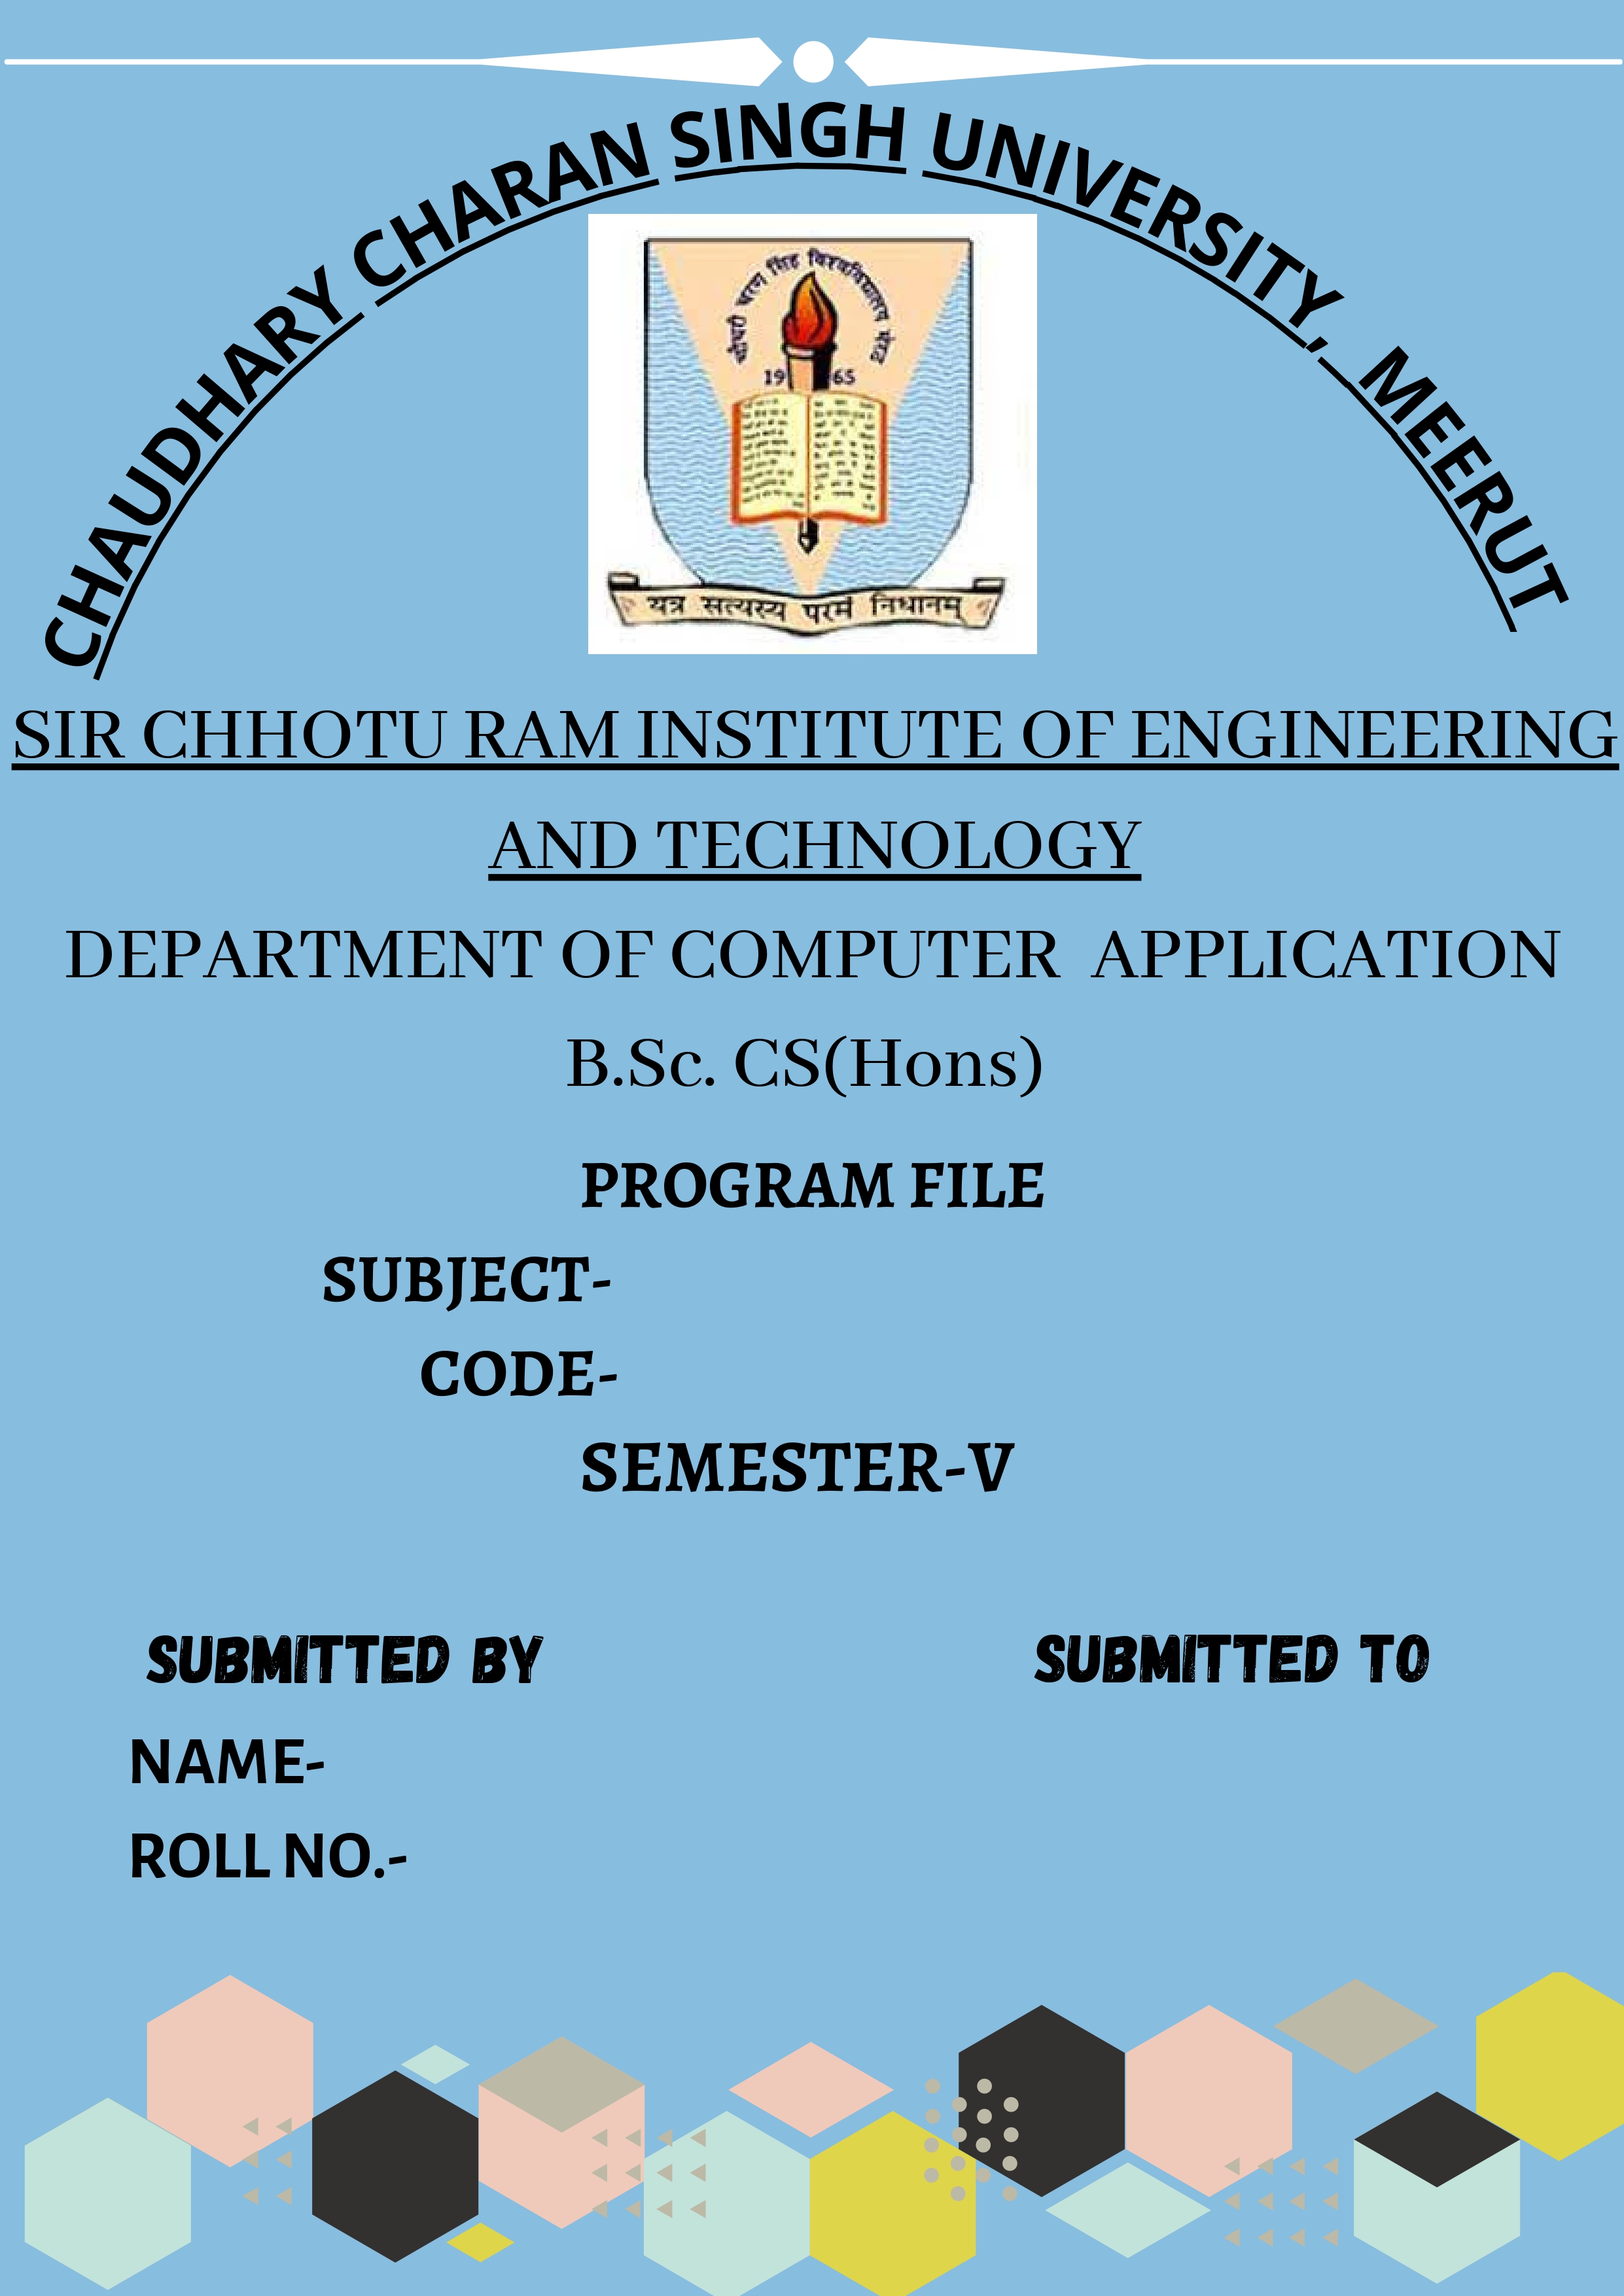 CHAUDHARY CHARAN SINGH UNIVERSITY, MEERUT
चौधरी चरण सिंह विश्वविद्यालय मेरठ
19 65
यत्र सत्यस्य परमं निधानम्
SIR CHHOTU RAM INSTITUTE OF ENGINEERING
AND TECHNOLOGY
DEPARTMENT OF COMPUTER APPLICATION
B.Sc. CS(Hons)
PROGRAM FILE
SUBJECT-
CODE-
SEMESTER-V
SUBMITTED BY
SUBMITTED TO
NAME-
ROLL NO.-